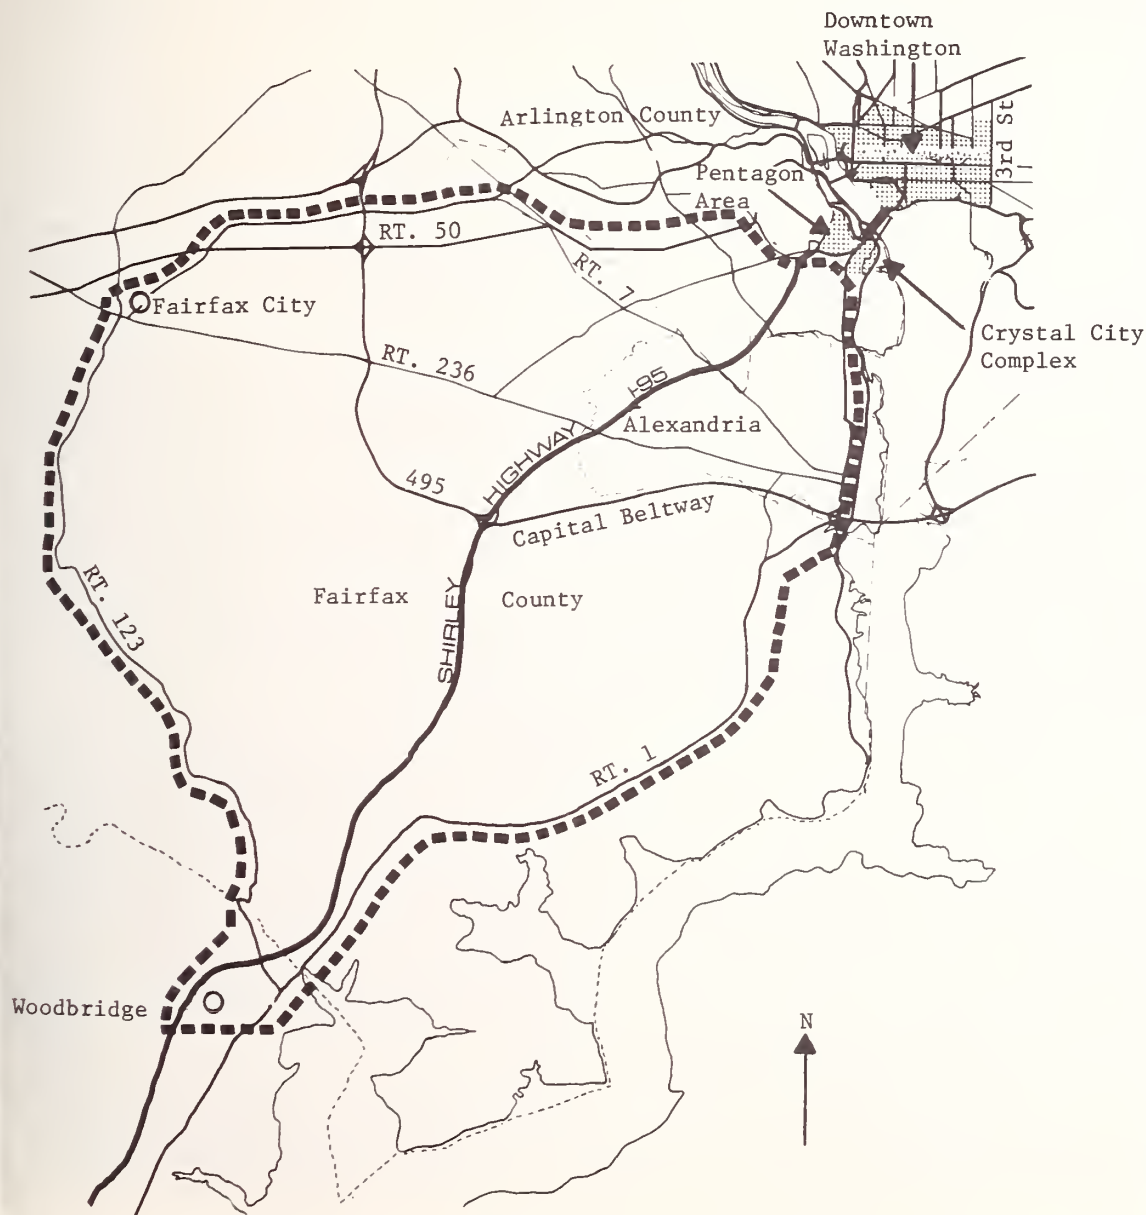 Downtown
Washington
Arlington County
3rd St
Pentagon
Area
RT. 50
RT. 7
Fairfax City
Crystal City
Complex
RT. 236
I-95
Alexandria
HIGHWAY
495
Capital Beltway
RT. 123
Fairfax County
SHIRLEY
RT. 1
Woodbridge
N